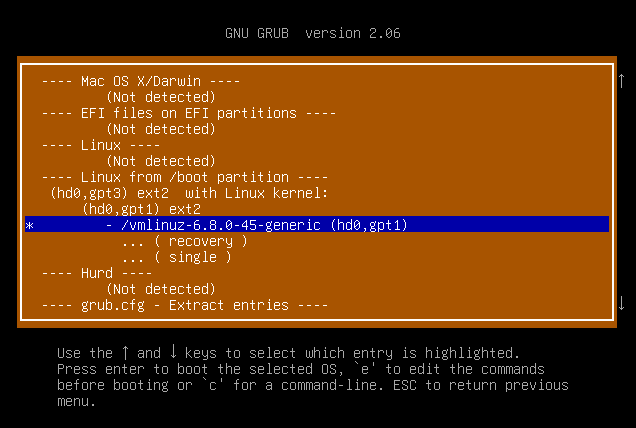 GNU GRUB  version 2.06
---- Mac OS X/Darwin ----
(Not detected)
---- EFI files on EFI partitions ----
(Not detected)
---- Linux ----
(Not detected)
---- Linux from /boot partition ----
(hd0,gpt3) ext2  with Linux kernel:
(hd0,gpt1) ext2
*         - /vmlinuz-6.8.0-45-generic (hd0,gpt1)
... ( recovery )
... ( single )
---- Hurd ----
(Not detected)
---- grub.cfg - Extract entries ----
Use the ↑ and ↓ keys to select which entry is highlighted.
Press enter to boot the selected OS, `e' to edit the commands
before booting or `c' for a command-line. ESC to return previous
menu.